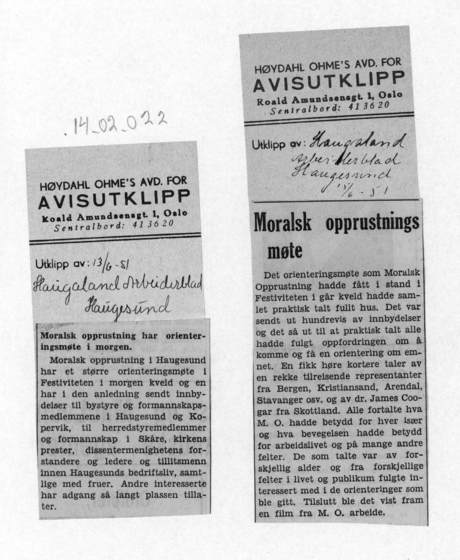 .14-02.022
HØYDAHL OHME'S AVD. FOR
AVISUTKLIPP
Roald Amundsensgt. 1, Oslo
Sentralbord: 413620
Utklipp av: 13/6-51
Haugaland Arbeiderblad
Haugesund
Moralsk opprustning har orienter-
ingsmøte i morgen.
Moralsk opprustning i Haugesund
har et større orienteringsmøte i
Festiviteten i morgen kveld og en
har i den anledning sendt innby-
delser til bystyre og formannskaps-
medlemmene i Haugesund og Ko-
pervik, til herredstyremedlemmer
og formannskap i Skåre, kirkens
prester, dissentermenighetens for-
standere og ledere og tillitsmenn
innen Haugesunds bedriftsliv, samt-
lige med fruer. Andre interesserte
har adgang så langt plassen tilla-
ter.
HØYDAHL OHME'S AVD. FOR
AVISUTKLIPP
Roald Amundsensgt. 1, Oslo
Sentralbord: 413620
Utklipp av: Haugaland
Arbeiderblad
Haugesund
15/6-51
Moralsk opprustnings
møte
Det orienteringsmøte som Moralsk
Opprustning hadde fått i stand i
Festiviteten i går kveld hadde sam-
let praktisk talt fullt hus. Det var
sendt ut hundrevis av innbydelser
og det så ut til at praktisk talt alle
hadde fulgt oppfordringen om å
komme og få en orientering om em-
net. En fikk høre kortere taler av
en rekke tilreisende representanter
fra Bergen, Kristiansand, Arendal,
Stavanger osv. og av dr. James Coo-
gar fra Skottland. Alle fortalte hva
M. O. hadde betydd for hver især
og hva bevegelsen hadde betydd
for arbeidslivet og på mange andre
felter. De som talte var av for-
skjellig alder og fra forskjellige
felter i livet og publikum fulgte in-
teressert med i de orienteringer som
ble gitt. Tilslutt ble det vist fram
en film fra M. O. arbeide.